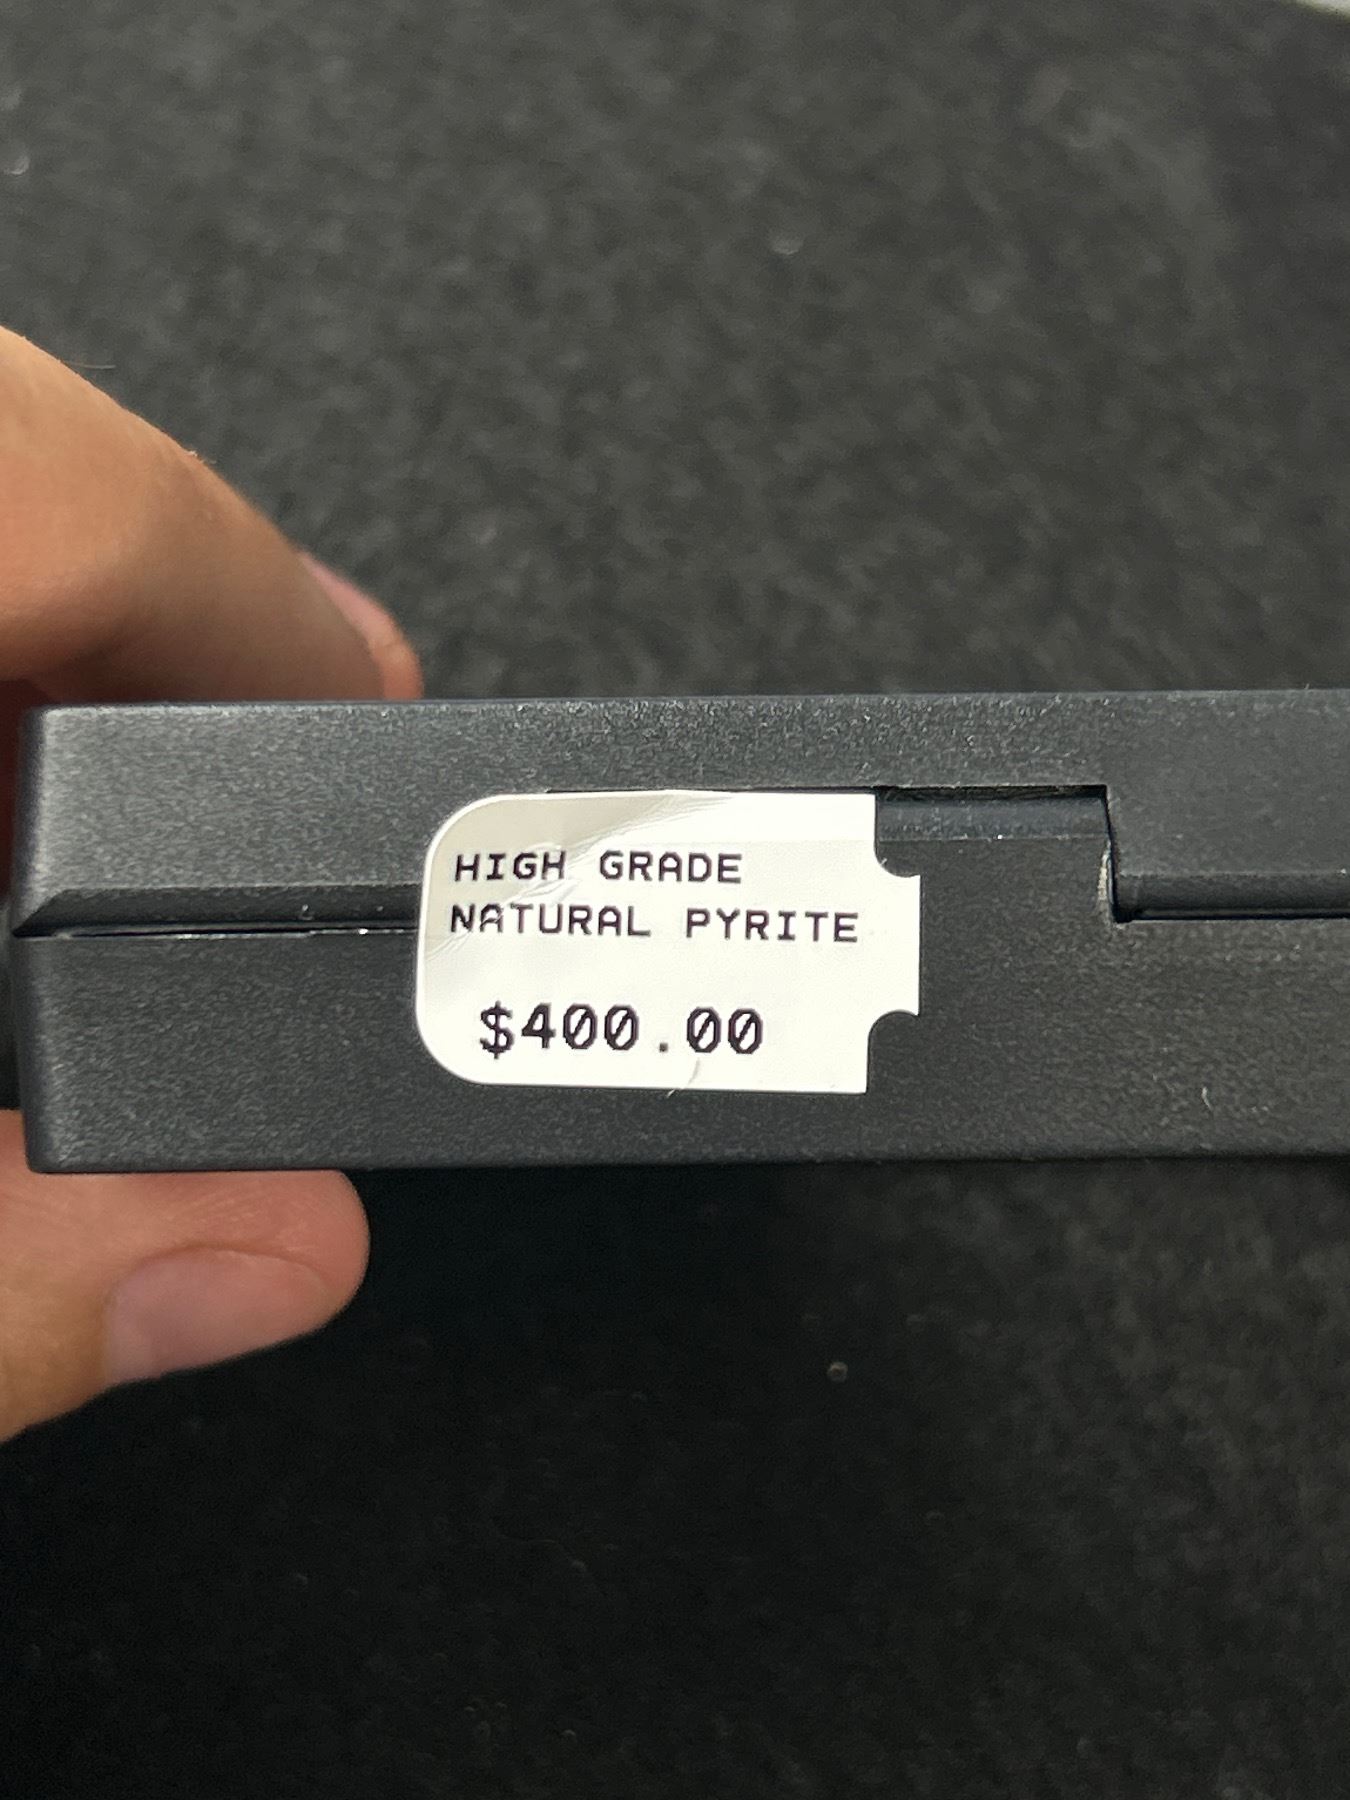 HIGH GRADE
NATURAL PYRITE
$400.00